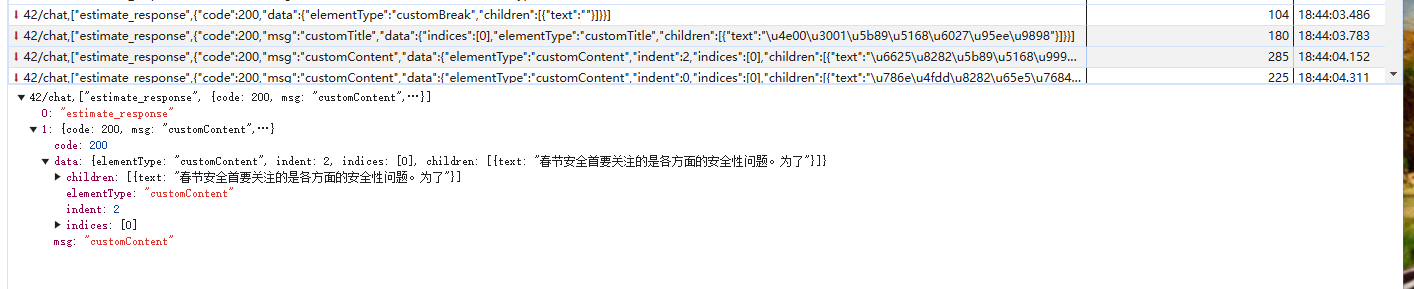 42/chat,["estimate_response",{"code":200,"data":{"elementType":"customBreak","children":[{"text":""}]}}] 104 18:44:03.486
42/chat,["estimate_response",{"code":200,"msg":"customTitle","data":{"indices":[0],"elementType":"customTitle","children":[{"text":"\u4e00\u3001\u5b89\u5168\u6027\u95ee\u9898"}]}}] 180 18:44:03.783
42/chat,["estimate_response",{"code":200,"msg":"customContent","data":{"elementType":"customContent","indent":2,"indices":[0],"children":[{"text":"\u6625\u8282\u5b89\u5168\u999... 285 18:44:04.152
42/chat,["estimate_response",{"code":200,"msg":"customContent","data":{"elementType":"customContent","indent":0,"indices":[0],"children":[{"text":"\u786e\u4fdd\u8282\u65e5\u7684... 225 18:44:04.311
42/chat,["estimate_response", {code: 200, msg: "customContent",…}]
0: "estimate_response"
1: {code: 200, msg: "customContent",…}
code: 200
data: {elementType: "customContent", indent: 2, indices: [0], children: [{text: "春节安全首要关注的是各方面的安全性问题。为了"}]}
children: [{text: "春节安全首要关注的是各方面的安全性问题。为了"}]
elementType: "customContent"
indent: 2
indices: [0]
msg: "customContent"